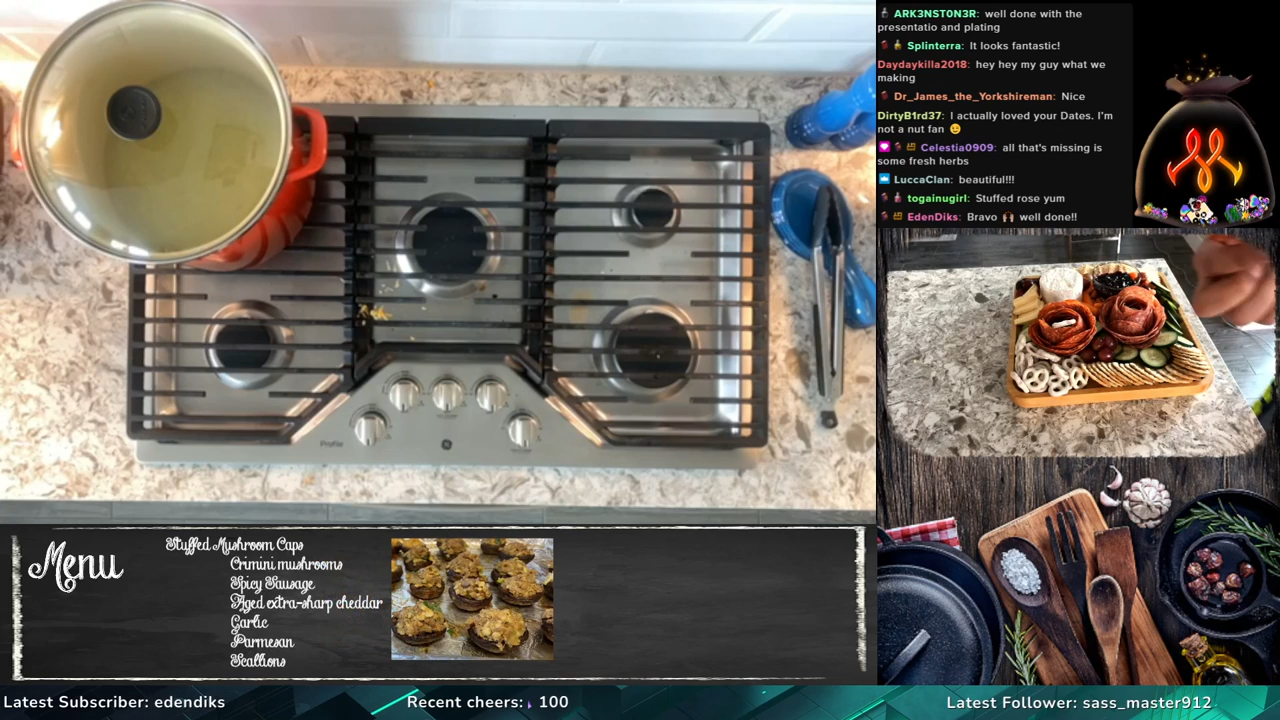 ARK3NST0N3R: well done with the
presentatio and plating
Splinterra: It looks fantastic!
Daydaykilla2018: hey hey my guy what we
making
Dr_James_the_Yorkshireman: Nice
DirtyB1rd37: I actually loved your Dates. I'm
not a nut fan 😉
Celestia0909: all that's missing is
some fresh herbs
LuccaClan: beautiful!!!
togainugirl: Stuffed rose yum
EdenDiks: Bravo 🙌 well done!!
Profile
Menu
Stuffed Mushroom Caps
Crimini mushrooms
Spicy Sausage
Aged extra-sharp cheddar
Garlic
Parmesan
Scallions
Latest Subscriber: edendiks
Recent cheers: 100
Latest Follower: sass_master912